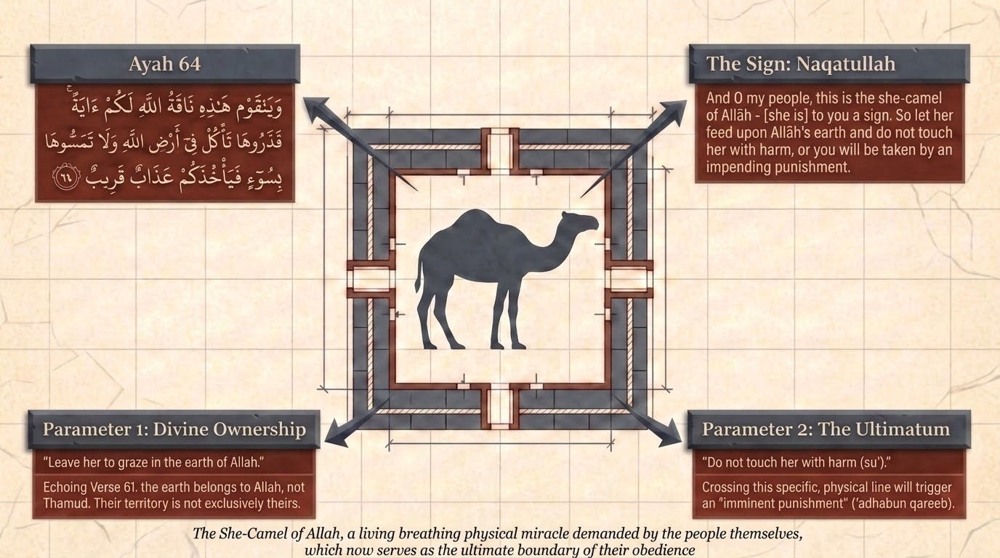 Ayah 64
وَيَـٰقَوْمِ هَـٰذِهِۦ نَاقَةُ اللَّهِ لَكُمْ ءَايَةًۖ
فَذَرُوهَا تَأْكُلْ فِىٓ أَرْضِ اللَّهِ وَلَا تَمَسُّوهَا
بِسُوٓءٍ فَيَأْخُذَكُمْ عَذَابٌ قَرِيبٌ ٦٤
The Sign: Naqatullah
And O my people, this is the she-camel
of Allāh - [she is] to you a sign. So let her
feed upon Allāh's earth and do not touch
her with harm, or you will be taken by an
impending punishment.
Parameter 1: Divine Ownership
"Leave her to graze in the earth of Allah."
Echoing Verse 61. the earth belongs to Allah, not
Thamud. Their territory is not exclusively theirs.
Parameter 2: The Ultimatum
"Do not touch her with harm (su')."
Crossing this specific, physical line will trigger
an "imminent punishment" ('adhabun qareeb).
The She-Camel of Allah, a living breathing physical miracle demanded by the people themselves,
which now serves as the ultimate boundary of their obedience